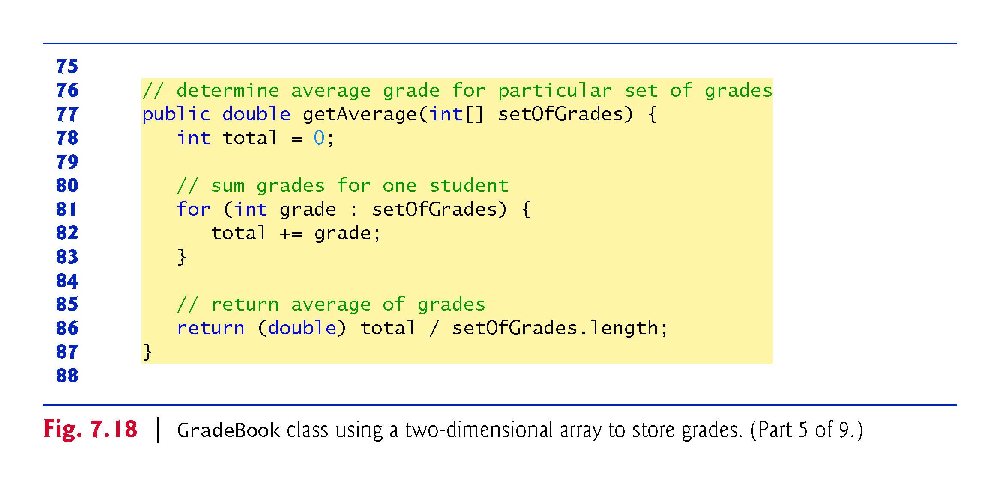 75
76 // determine average grade for particular set of grades
77 public double getAverage(int[] setOfGrades) {
78 int total = 0;
79
80 // sum grades for one student
81 for (int grade : setOfGrades) {
82 total += grade;
83 }
84
85 // return average of grades
86 return (double) total / setOfGrades.length;
87 }
88
Fig. 7.18 | GradeBook class using a two-dimensional array to store grades. (Part 5 of 9.)